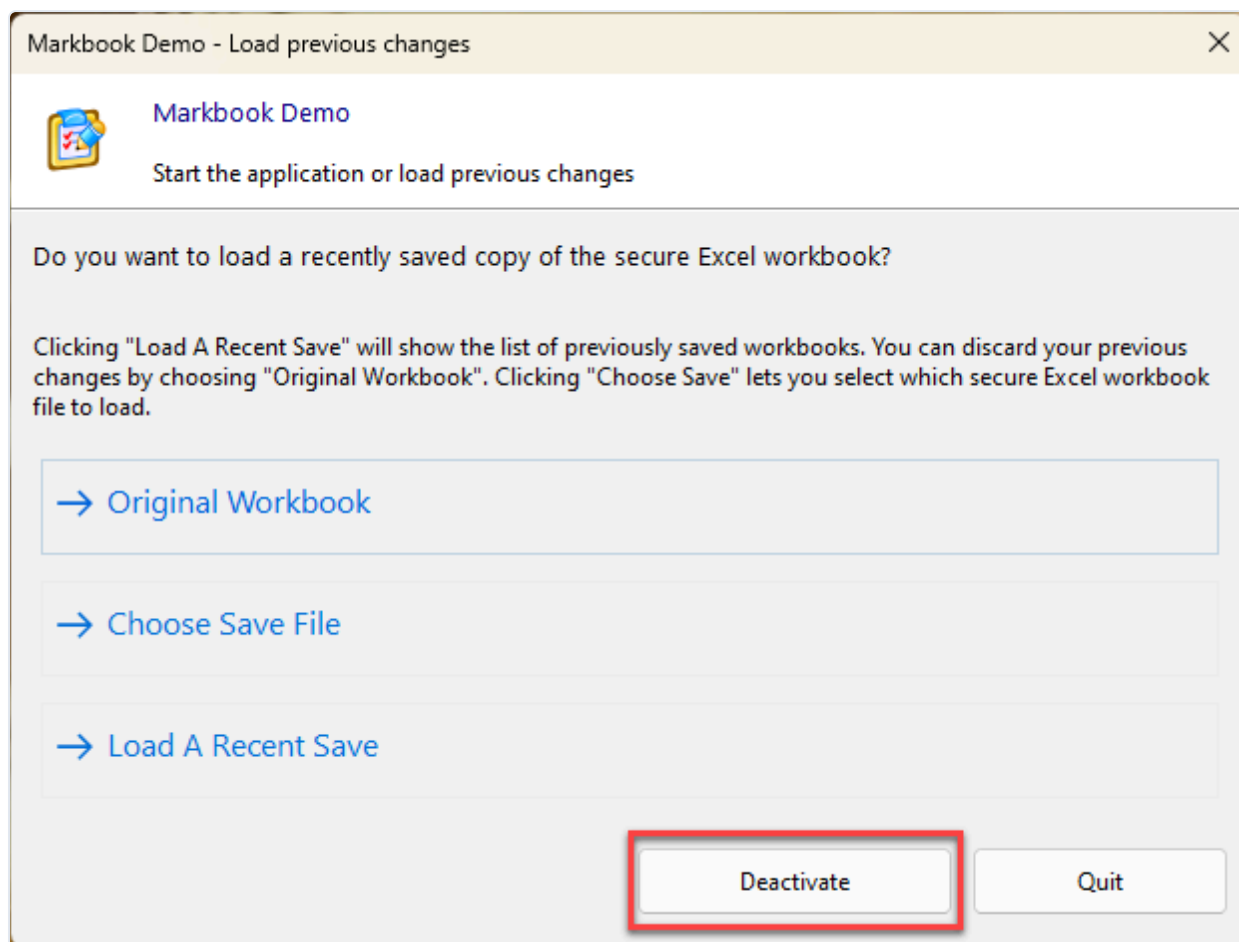 Markbook Demo - Load previous changes
Markbook Demo
Start the application or load previous changes
Do you want to load a recently saved copy of the secure Excel workbook?
Clicking "Load A Recent Save" will show the list of previously saved workbooks. You can discard your previous
changes by choosing "Original Workbook". Clicking "Choose Save" lets you select which secure Excel workbook
file to load.
Original Workbook
Choose Save File
Load A Recent Save
Deactivate
Quit